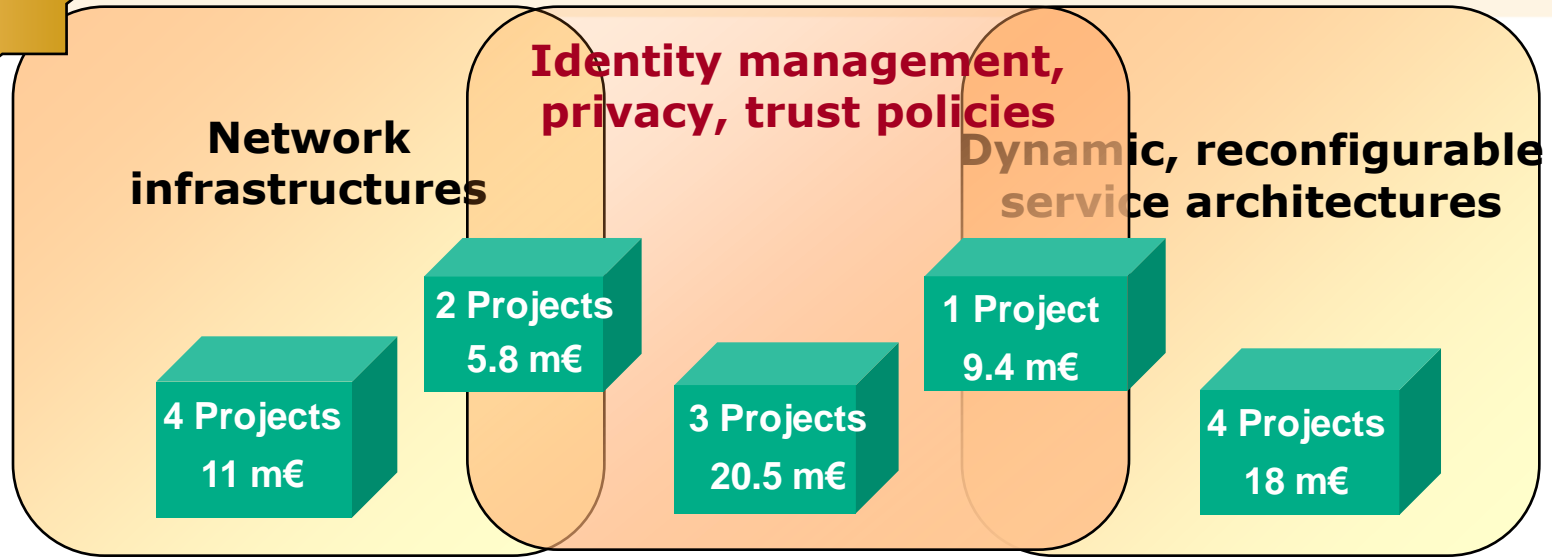 Identity management,
privacy, trust policies
Network
infrastructures
Dynamic, reconfigurable
service architectures
2 Projects
5.8 m€
1 Project
9.4 m€
4 Projects
11 m€
3 Projects
20.5 m€
4 Projects
18 m€